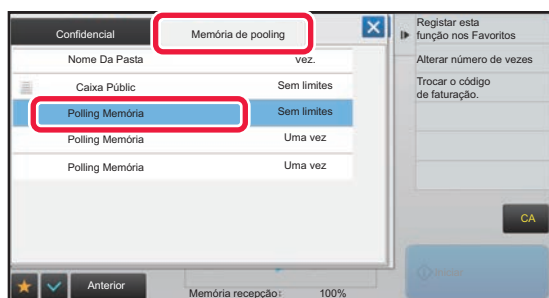 Confidencial
Memória de pooling
Nome Da Pasta
vez.
Caixa Públic
Sem limites
Polling Memória
Sem limites
Polling Memória
Uma vez
Polling Memória
Uma vez
Anterior
Memória recepção:
100%
Registar esta
função nos Favoritos
Alterar número de vezes
Trocar o código
de faturação.
CA